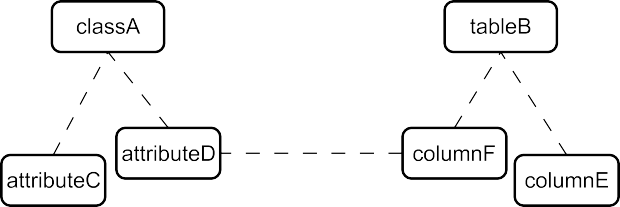 classA
tableB
attributeD
columnF
attributeC
columnE